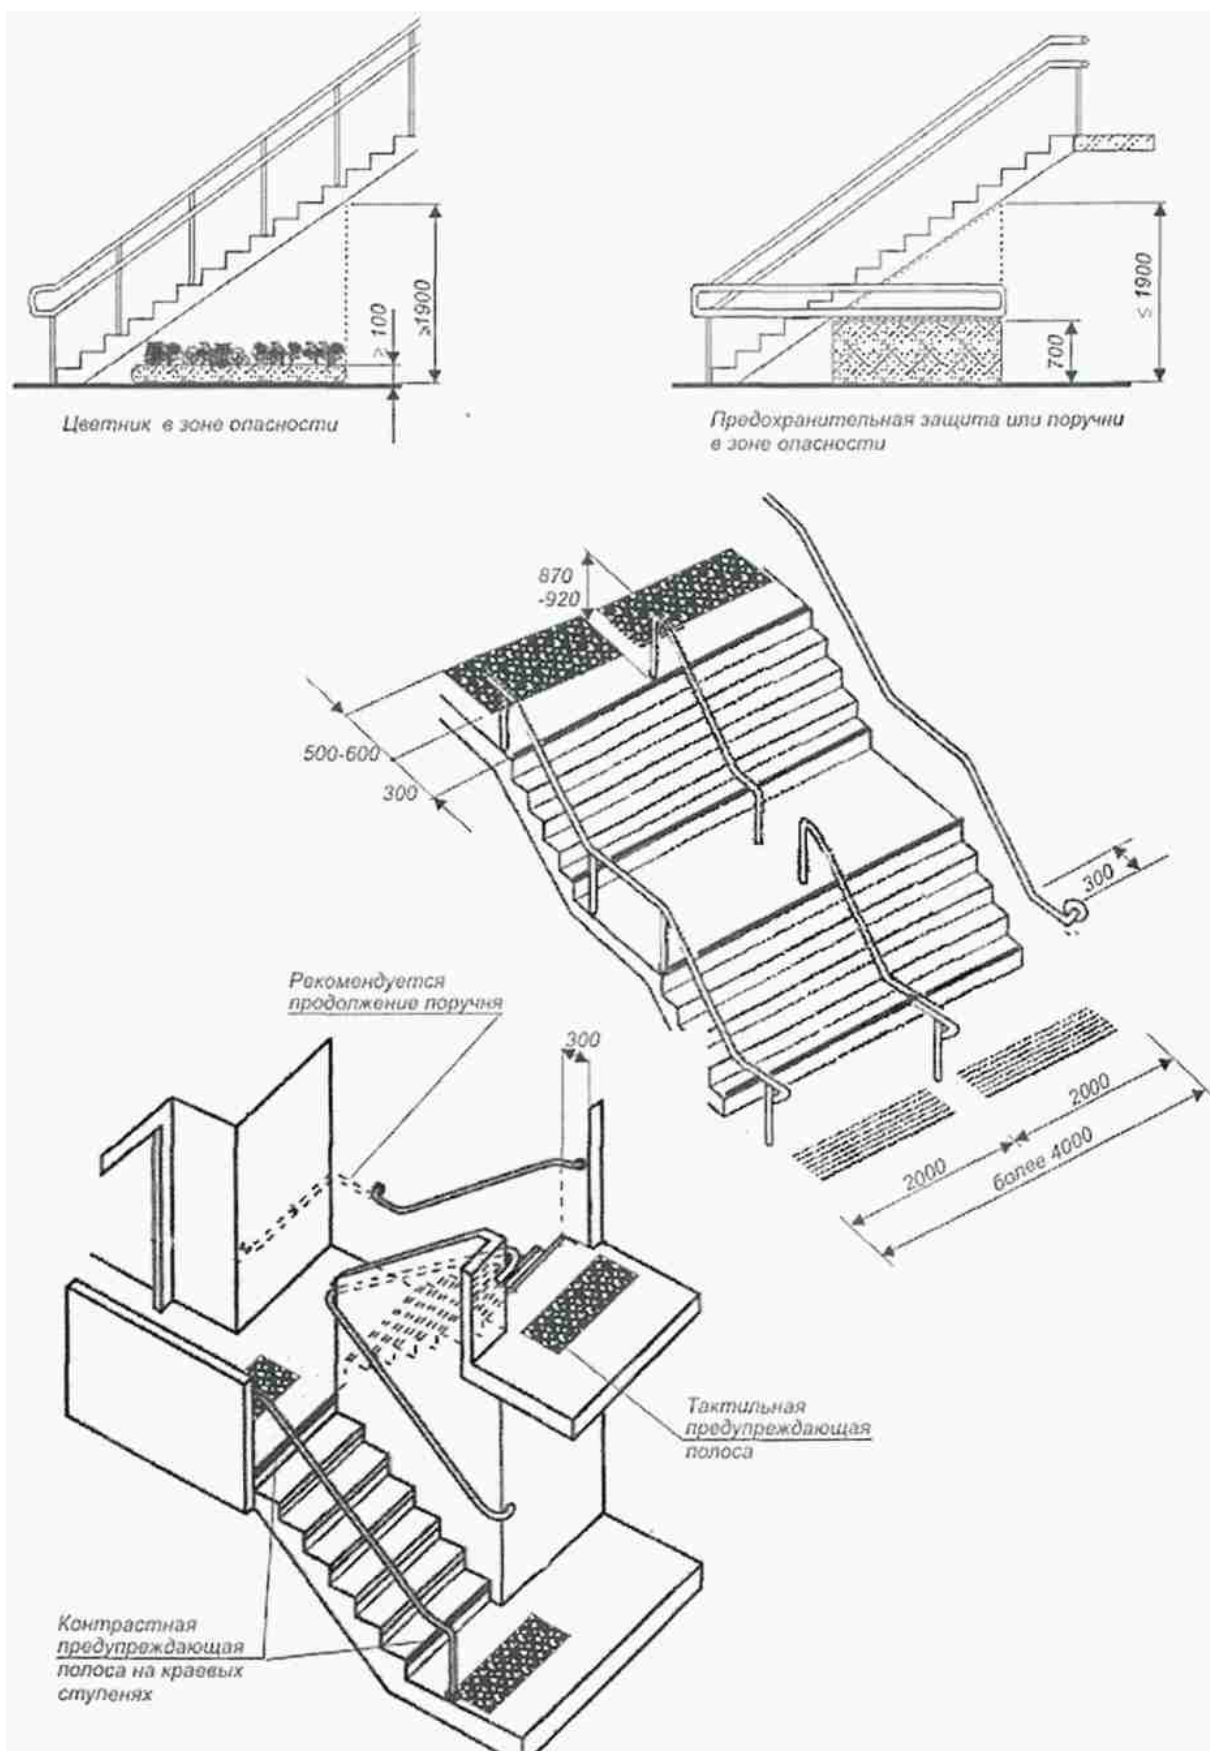 ≥100
≥1900
Цветник в зоне опасности
700
≤ 1900
Предохранительная защита или поручни
в зоне опасности
870
-920
500-600
300
300
2000
2000
более 4000
Рекомендуется
продолжение поручня
300
Тактильная
предупреждающая
полоса
Контрастная
предупреждающая
полоса на краевых
ступенях